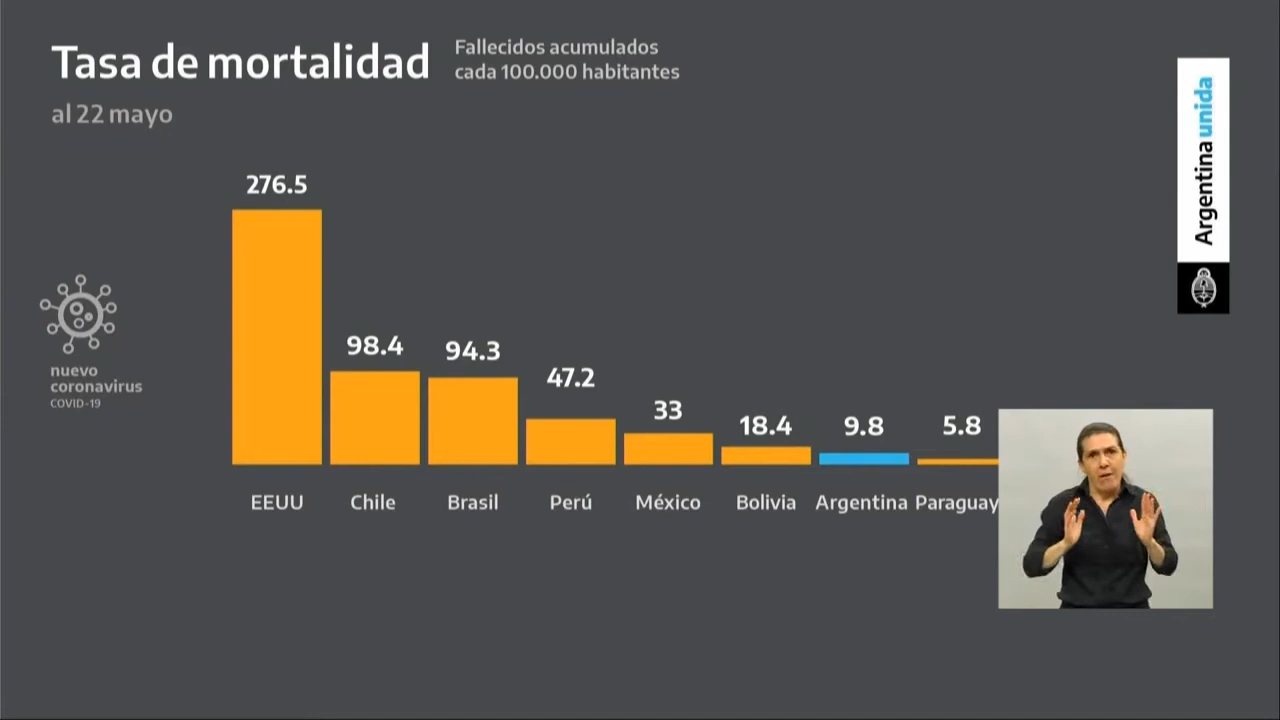 Tasa de mortalidad
Fallecidos acumulados
cada 100.000 habitantes
al 22 mayo
Argentina unida
276.5
98.4
94.3
47.2
33
18.4
9.8
5.8
nuevo
coronavirus
COVID-19
EEUU
Chile
Brasil
Perú
México
Bolivia
Argentina
Paraguay